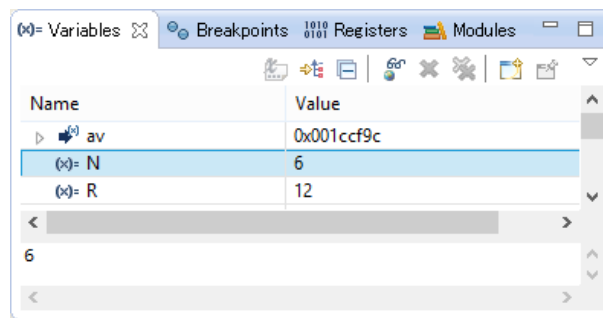 (x)= Variables Breakpoints 1010 0101 Registers Modules
Name Value
(x) av 0x001ccf9c
(x)= N 6
(x)= R 12
6